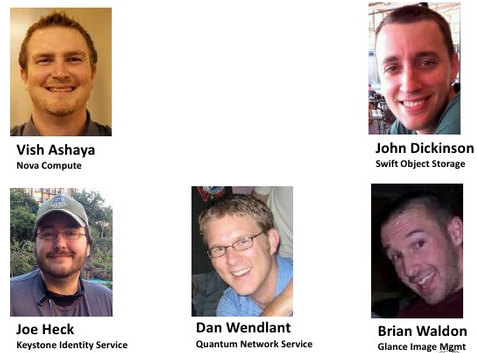 Vish Ashaya
Nova Compute
John Dickinson
Swift Object Storage
Joe Heck
Keystone Identity Service
Dan Wendlant
Quantum Network Service
Brian Waldon
Glance Image Mgmt